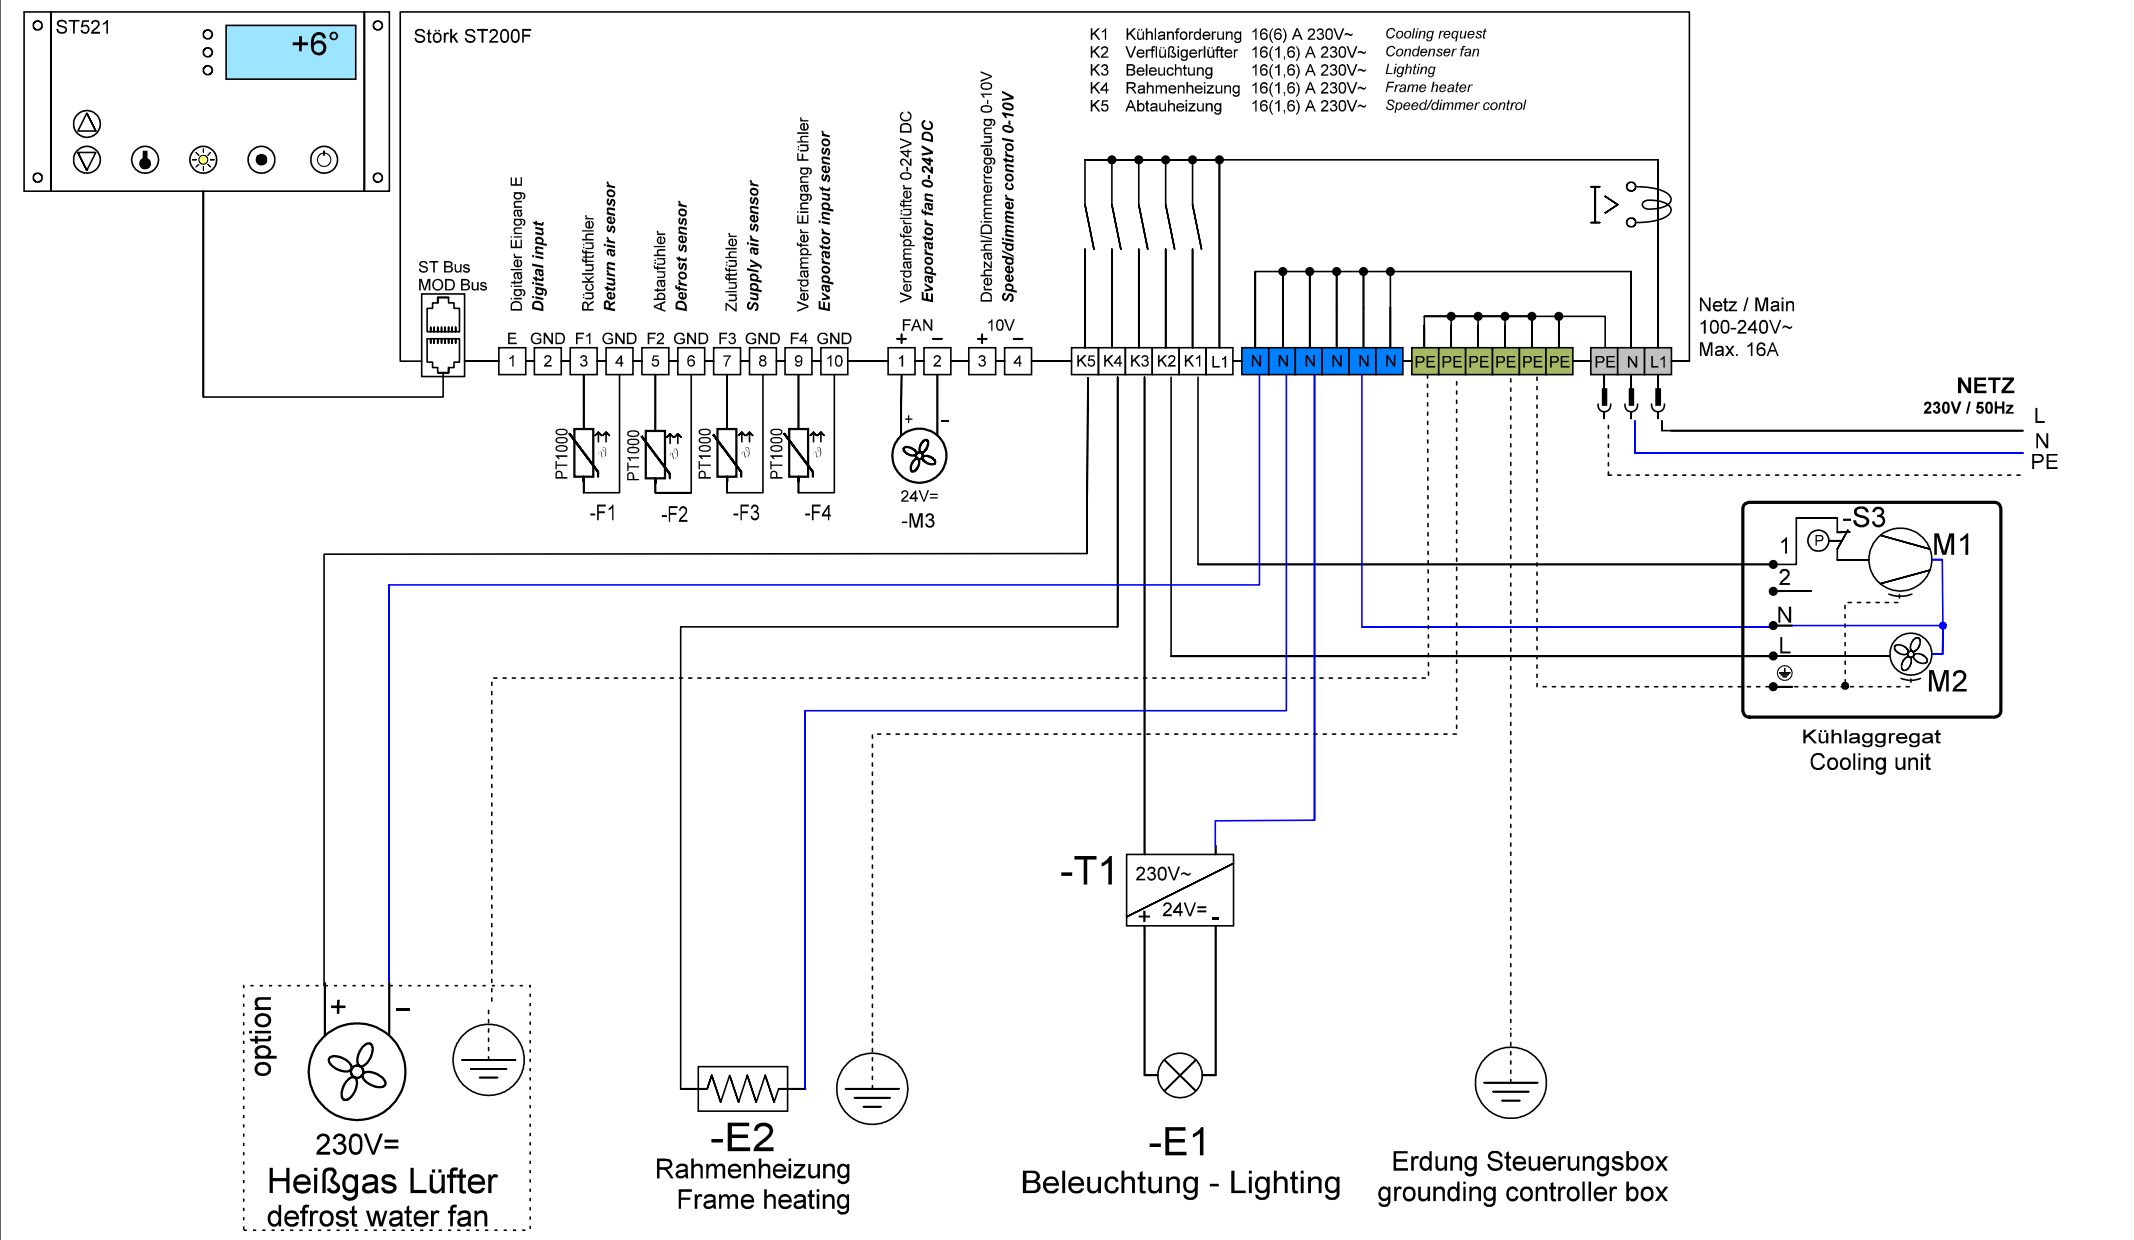 ST521
+6°
Störk ST200F
K1 Kühlanforderung 16(6) A 230V~ Cooling request
K2 Verflüßigerlüfter 16(1,6) A 230V~ Condenser fan
K3 Beleuchtung 16(1,6) A 230V~ Lighting
K4 Rahmenheizung 16(1,6) A 230V~ Frame heater
K5 Abtauheizung 16(1,6) A 230V~ Speed/dimmer control
ST Bus
MOD Bus
Digitaler Eingang E
Digital input
Rückluftfühler
Return air sensor
Abtaufühler
Defrost sensor
Zuluftfühler
Supply air sensor
Verdampfer Eingang Fühler
Evaporator input sensor
Verdampferlüfter 0-24V DC
Evaporator fan 0-24V DC
Drehzahl/Dimmerregelung 0-10V
Speed/dimmer control 0-10V
E GND F1 GND F2 GND F3 GND F4 GND
FAN
+ −
10V
+ −
1 2 3 4 5 6 7 8 9 10
1 2 3 4
K5 K4 K3 K2 K1 L1
N N N N N N
PE PE PE PE PE PE
PE N L1
Netz / Main
100-240V~
Max. 16A
NETZ
230V / 50Hz
L
N
PE
PT1000 ϑ
PT1000 ϑ
PT1000 ϑ
PT1000 ϑ
-F1
-F2
-F3
-F4
+ −
24V=
-M3
1
2
N
L
P
-S3
M1
M2
Kühlaggregat
Cooling unit
-T1
230V~
24V=
+ -
option
+ −
230V=
Heißgas Lüfter
defrost water fan
-E2
Rahmenheizung
Frame heating
-E1
Beleuchtung - Lighting
Erdung Steuerungsbox
grounding controller box